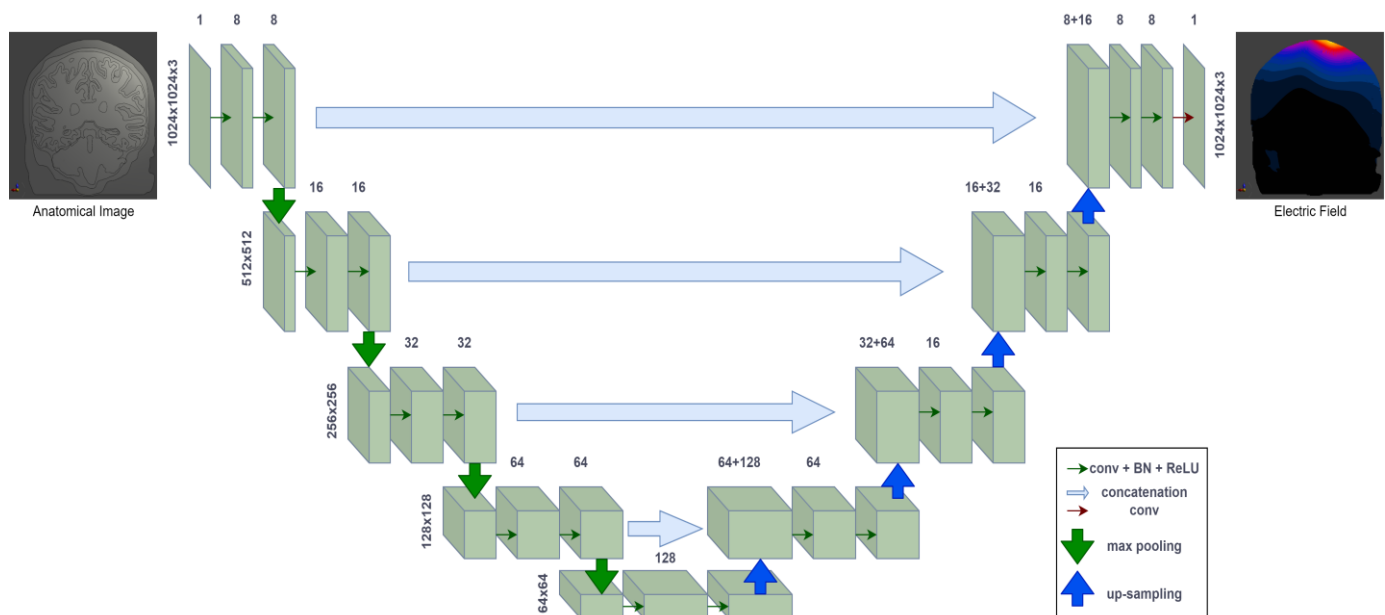 1 8 8
8+16 8 8 1
1024x1024x3
1024x1024x3
Anatomical Image
Electric Field
16 16
16+32 16
512x512
32 32
32+64 16
256x256
64 64
64+128 64
128x128
128
64x64
conv + BN + ReLU
concatenation
conv
max pooling
up-sampling